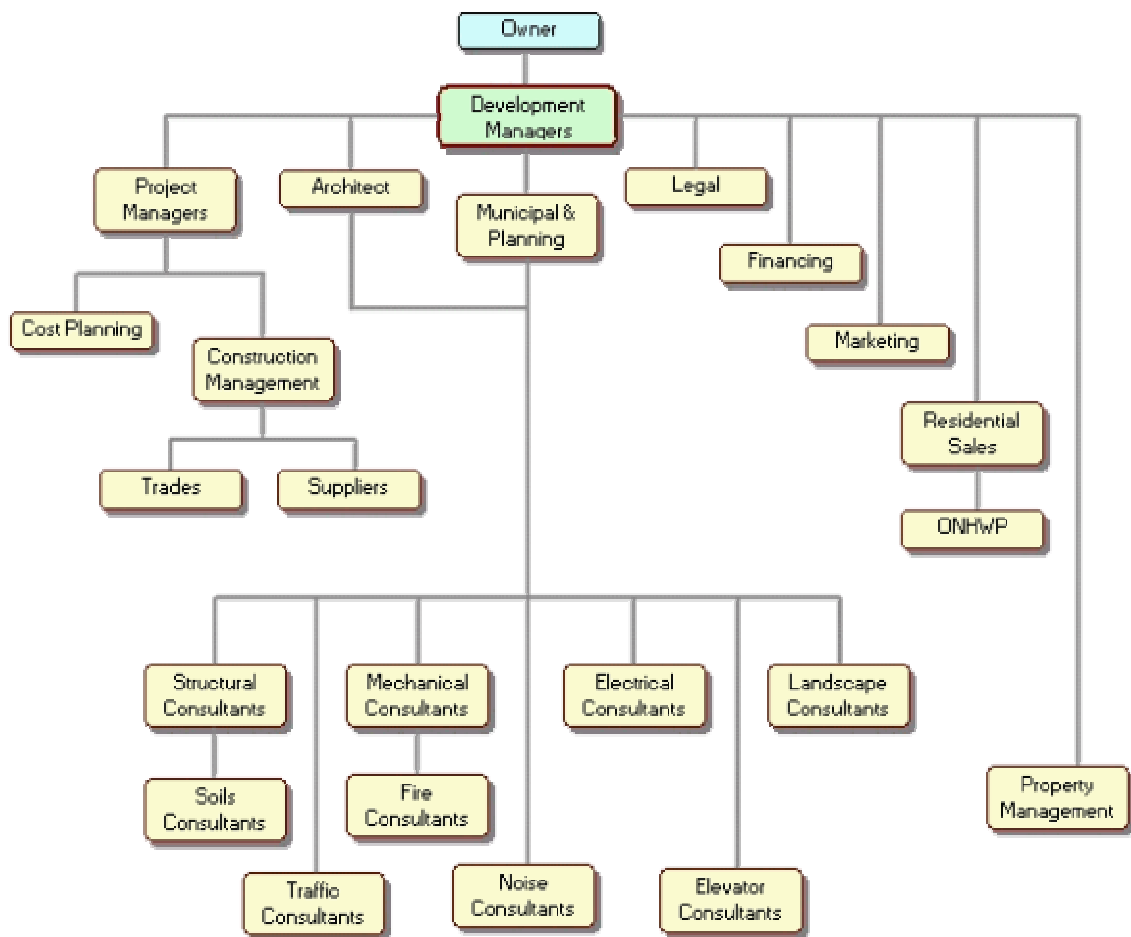 Owner
Development
Managers
Project
Managers
Architect
Municipal &
Planning
Legal
Financing
Cost Planning
Marketing
Construction
Management
Residential
Sales
Trades
Suppliers
ONHWP
Structural
Consultants
Mechanical
Consultants
Electrical
Consultants
Landscape
Consultants
Soils
Consultants
Fire
Consultants
Property
Management
Traffic
Consultants
Noise
Consultants
Elevator
Consultants